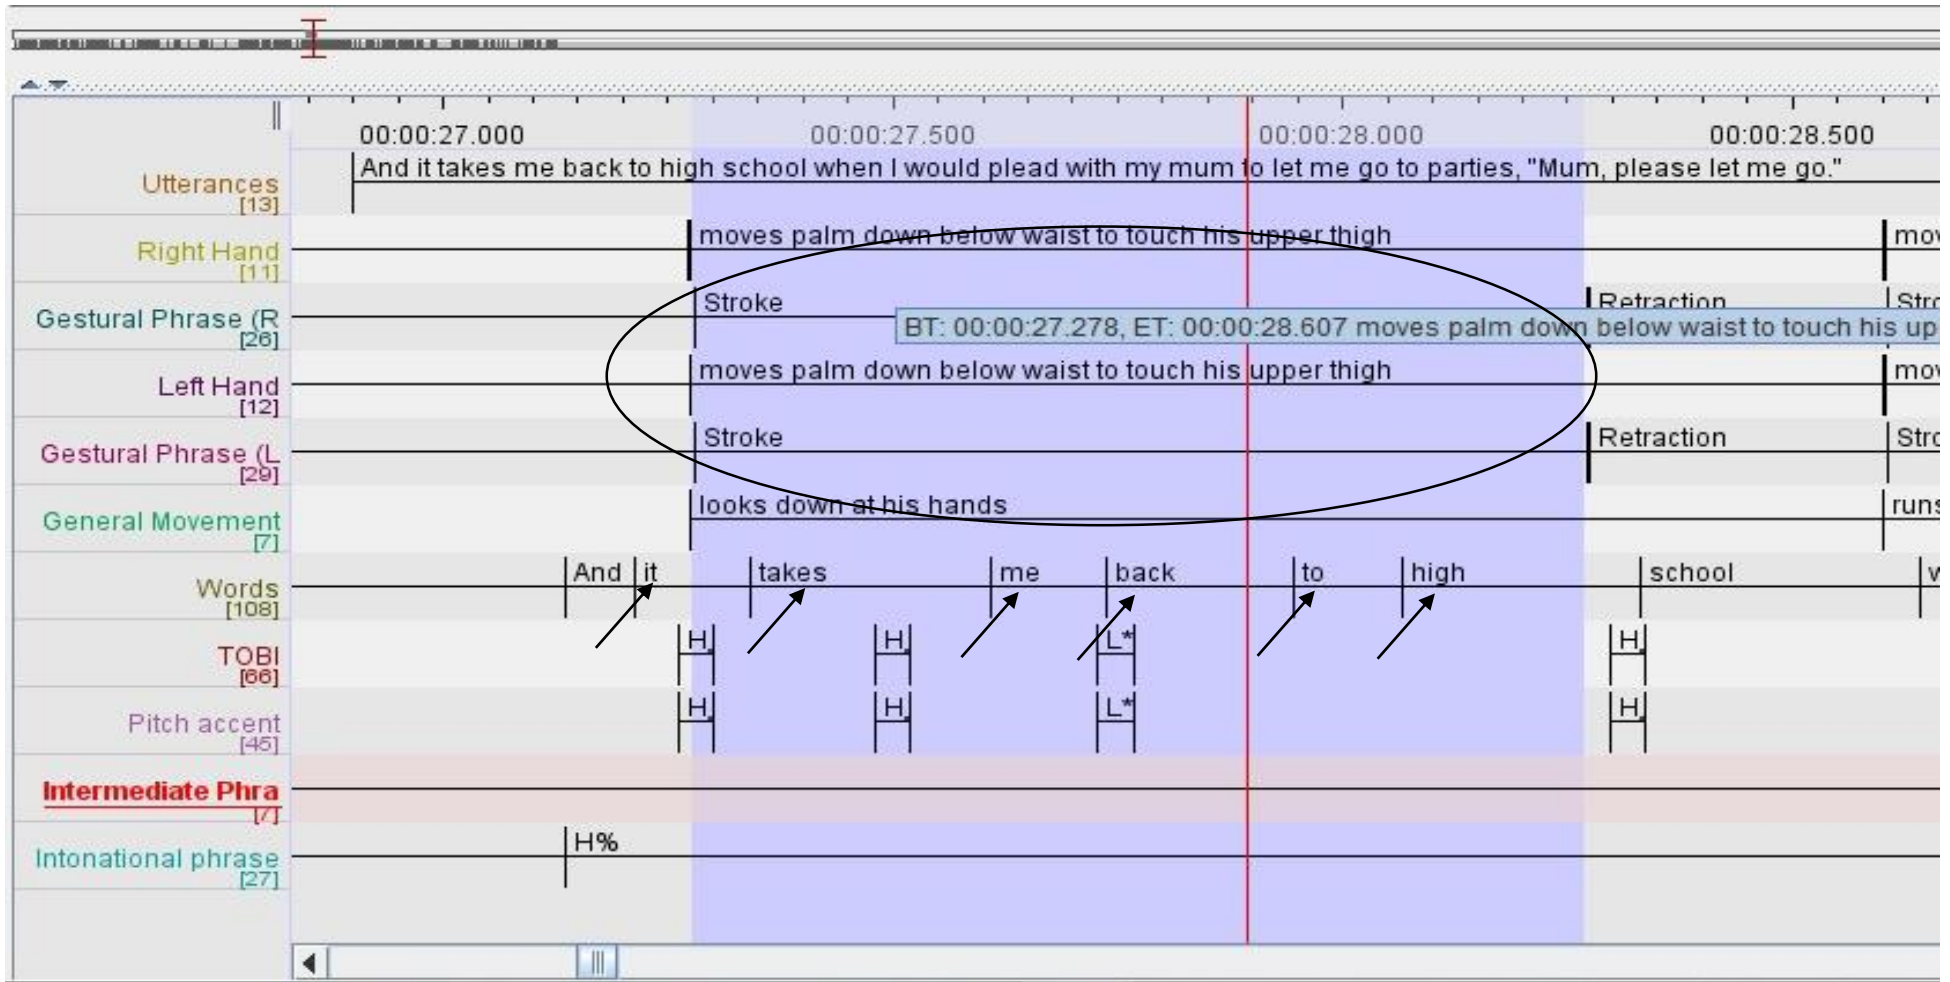 00:00:27.000 00:00:27.500 00:00:28.000 00:00:28.500
Utterances And it takes me back to high school when I would plead with my mum to let me go to parties, "Mum, please let me go."
[13]
Right Hand moves palm down below waist to touch his upper thigh mov
[11]
Gestural Phrase (R Stroke Retraction Stro
[26] BT: 00:00:27.278, ET: 00:00:28.607 moves palm down below waist to touch his up
Left Hand moves palm down below waist to touch his upper thigh mov
[12]
Gestural Phrase (L Stroke Retraction Stro
[29]
General Movement looks down at his hands runs
[7]
Words And it takes me back to high school w
[108]
TOBI H. H. L* H.
[66]
Pitch accent H. H. L* H.
[45]
Intermediate Phra
[7]
Intonational phrase H%
[27]